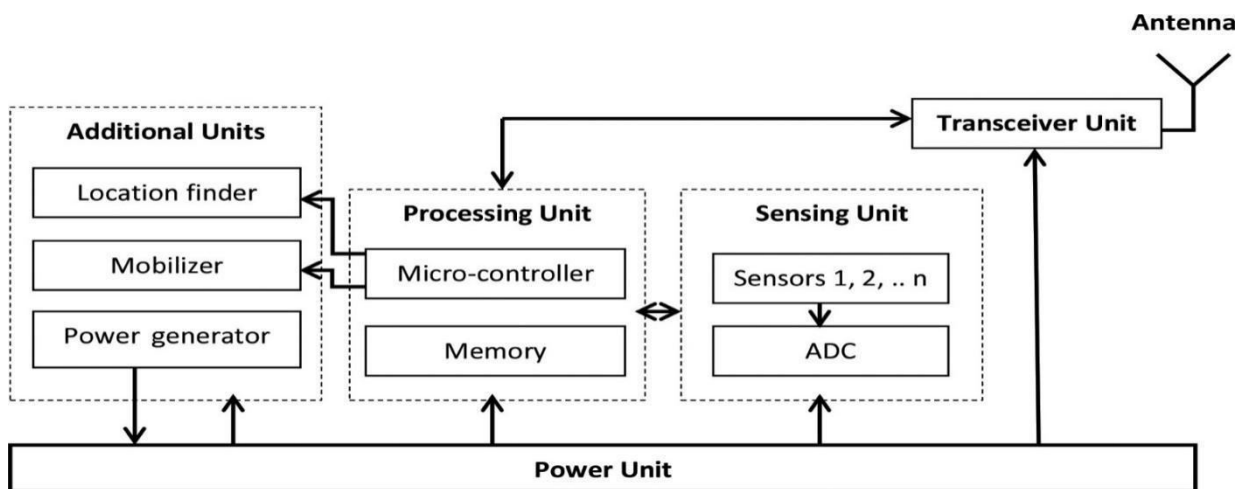 Antenna
Transceiver Unit
Additional Units
Location finder
Mobilizer
Power generator
Processing Unit
Micro-controller
Memory
Sensing Unit
Sensors 1, 2, .. n
ADC
Power Unit